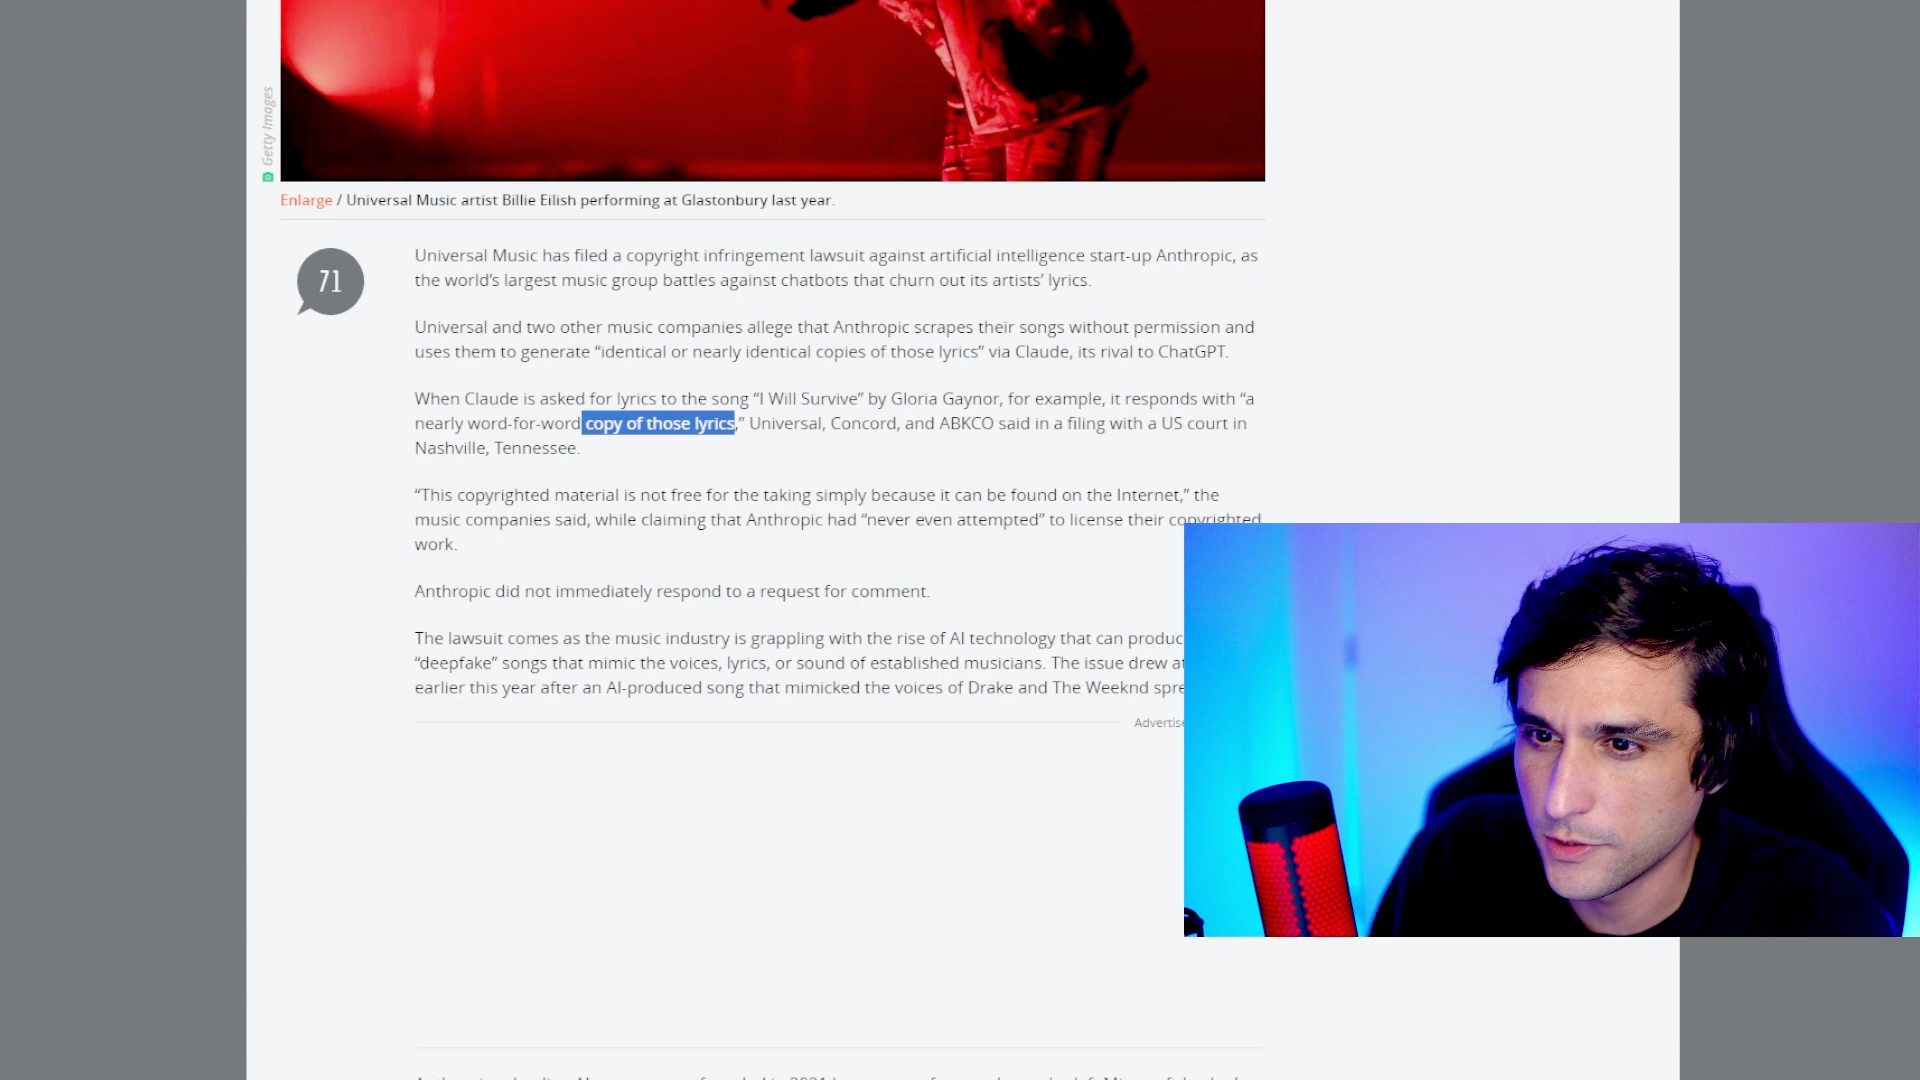 Getty Images
Enlarge / Universal Music artist Billie Eilish performing at Glastonbury last year.
71
Universal Music has filed a copyright infringement lawsuit against artificial intelligence start-up Anthropic, as
the world’s largest music group battles against chatbots that churn out its artists’ lyrics.
Universal and two other music companies allege that Anthropic scrapes their songs without permission and
uses them to generate “identical or nearly identical copies of those lyrics” via Claude, its rival to ChatGPT.
When Claude is asked for lyrics to the song “I Will Survive” by Gloria Gaynor, for example, it responds with “a
nearly word-for-word copy of those lyrics,” Universal, Concord, and ABKCO said in a filing with a US court in
Nashville, Tennessee.
“This copyrighted material is not free for the taking simply because it can be found on the Internet,” the
music companies said, while claiming that Anthropic had “never even attempted” to license their copyrighted
work.
Anthropic did not immediately respond to a request for comment.
The lawsuit comes as the music industry is grappling with the rise of AI technology that can produc
“deepfake” songs that mimic the voices, lyrics, or sound of established musicians. The issue drew at
earlier this year after an AI-produced song that mimicked the voices of Drake and The Weeknd spre
Advertise